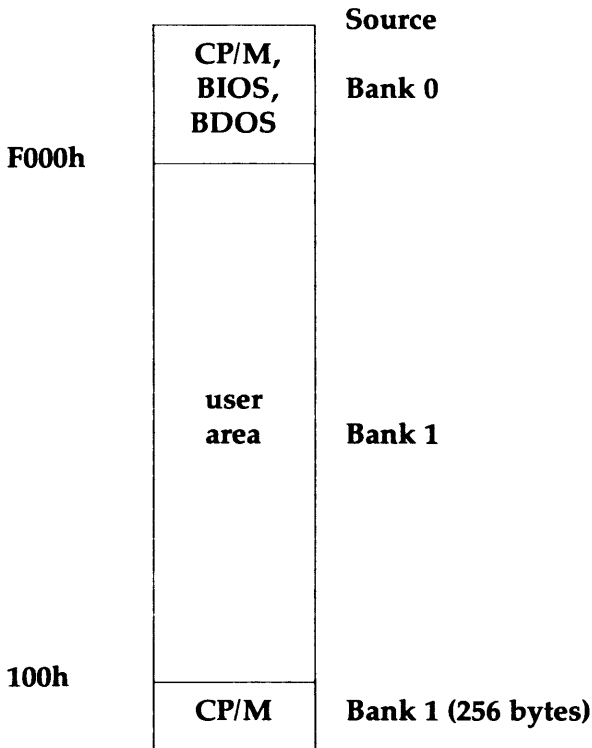 Source
CP/M,
BIOS,
BDOS
Bank 0
F000h
user
area
Bank 1
100h
CP/M
Bank 1 (256 bytes)